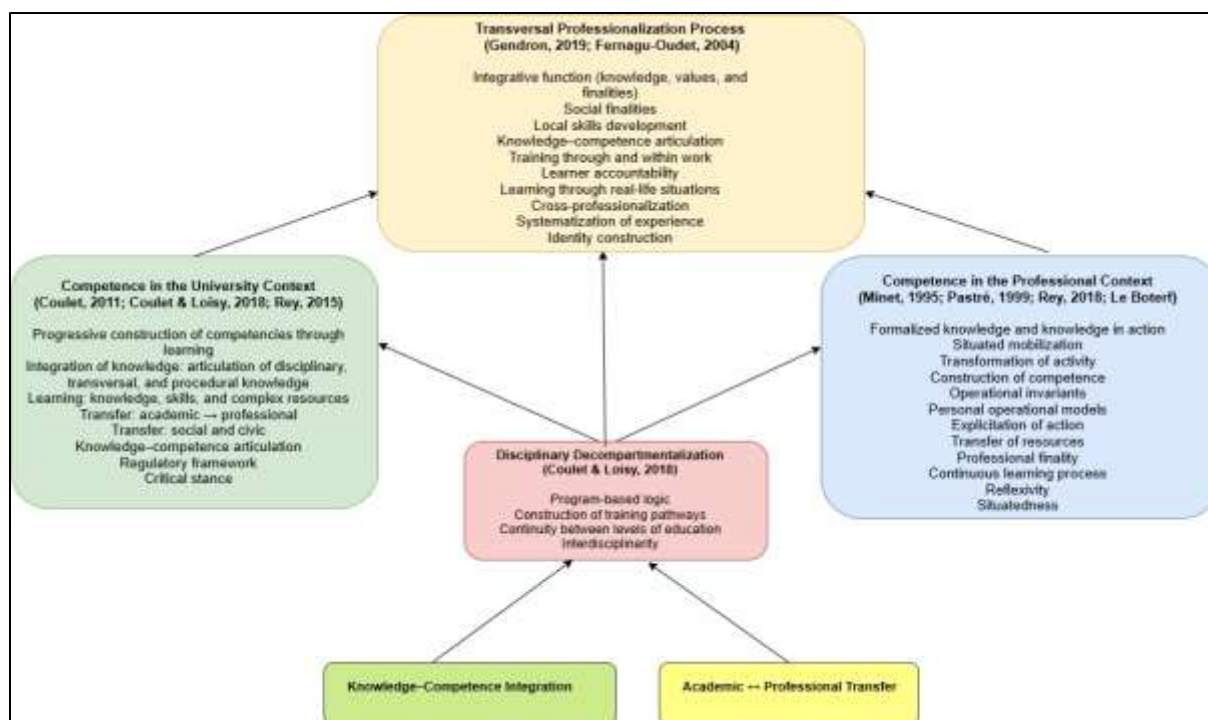 Transversal Professionalization Process
(Gendron, 2019; Fernagu-Oudet, 2004)
Integrative function (knowledge, values, and
finalities)
Social finalities
Local skills development
Knowledge–competence articulation
Training through and within work
Learner accountability
Learning through real-life situations
Cross-professionalization
Systematization of experience
Identity construction
Competence in the University Context
(Coulet, 2011; Coulet & Loisy, 2018; Rey, 2015)
Progressive construction of competencies through
learning
Integration of knowledge: articulation of disciplinary,
transversal, and procedural knowledge
Learning: knowledge, skills, and complex resources
Transfer: academic → professional
Transfer: social and civic
Knowledge–competence articulation
Regulatory framework
Critical stance
Competence in the Professional Context
(Minet, 1995; Pastré, 1999; Rey, 2018; Le Boterf)
Formalized knowledge and knowledge in action
Situated mobilization
Transformation of activity
Construction of competence
Operational invariants
Personal operational models
Explicitation of action
Transfer of resources
Professional finality
Continuous learning process
Reflexivity
Situatedness
Disciplinary Decompartmentalization
(Coulet & Loisy, 2018)
Program-based logic
Construction of training pathways
Continuity between levels of education
Interdisciplinarity
Knowledge–Competence Integration
Academic ↔ Professional Transfer